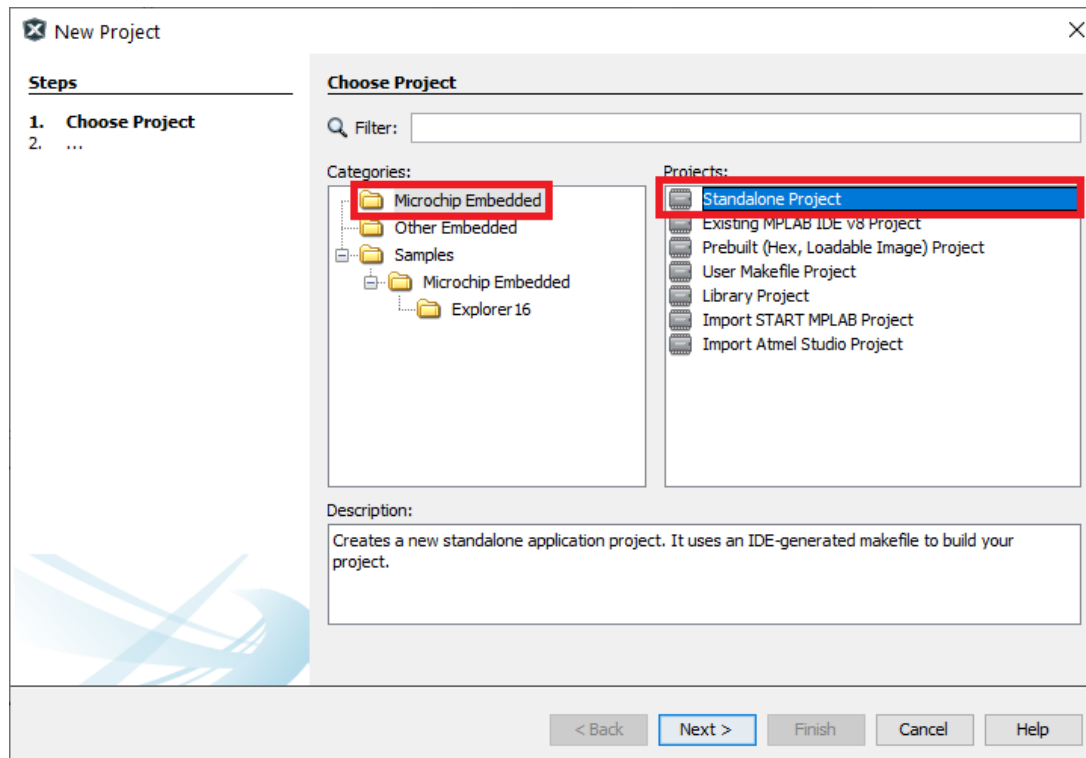 New Project
Steps
1. Choose Project
2. ...
Choose Project
Filter:
Categories:
Microchip Embedded
Other Embedded
Samples
Microchip Embedded
Explorer16
Projects:
Standalone Project
Existing MPLAB IDE v8 Project
Prebuilt (Hex, Loadable Image) Project
User Makefile Project
Library Project
Import START MPLAB Project
Import Atmel Studio Project
Description:
Creates a new standalone application project. It uses an IDE-generated makefile to build your
project.
< Back
Next >
Finish
Cancel
Help